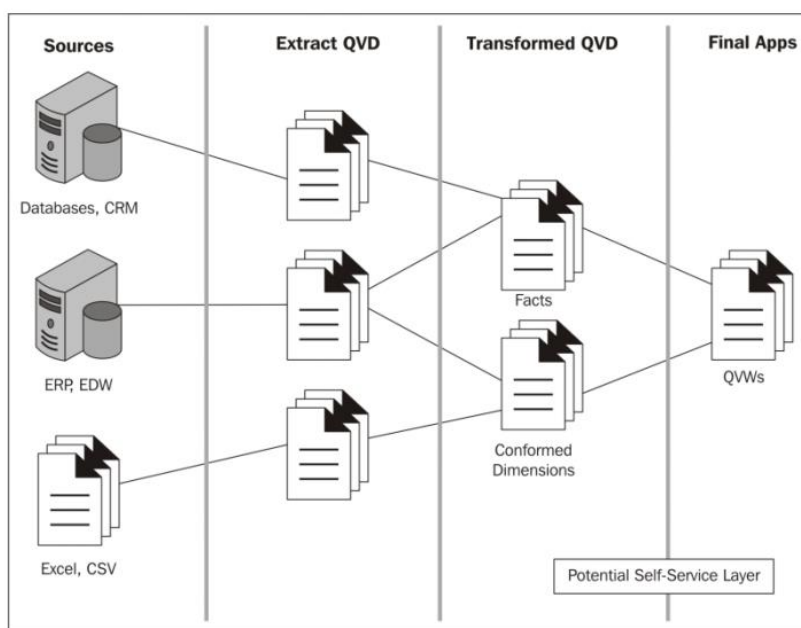 Sources
Extract QVD
Transformed QVD
Final Apps
Databases, CRM
Facts
ERP, EDW
QVWs
Conformed
Dimensions
Excel, CSV
Potential Self-Service Layer